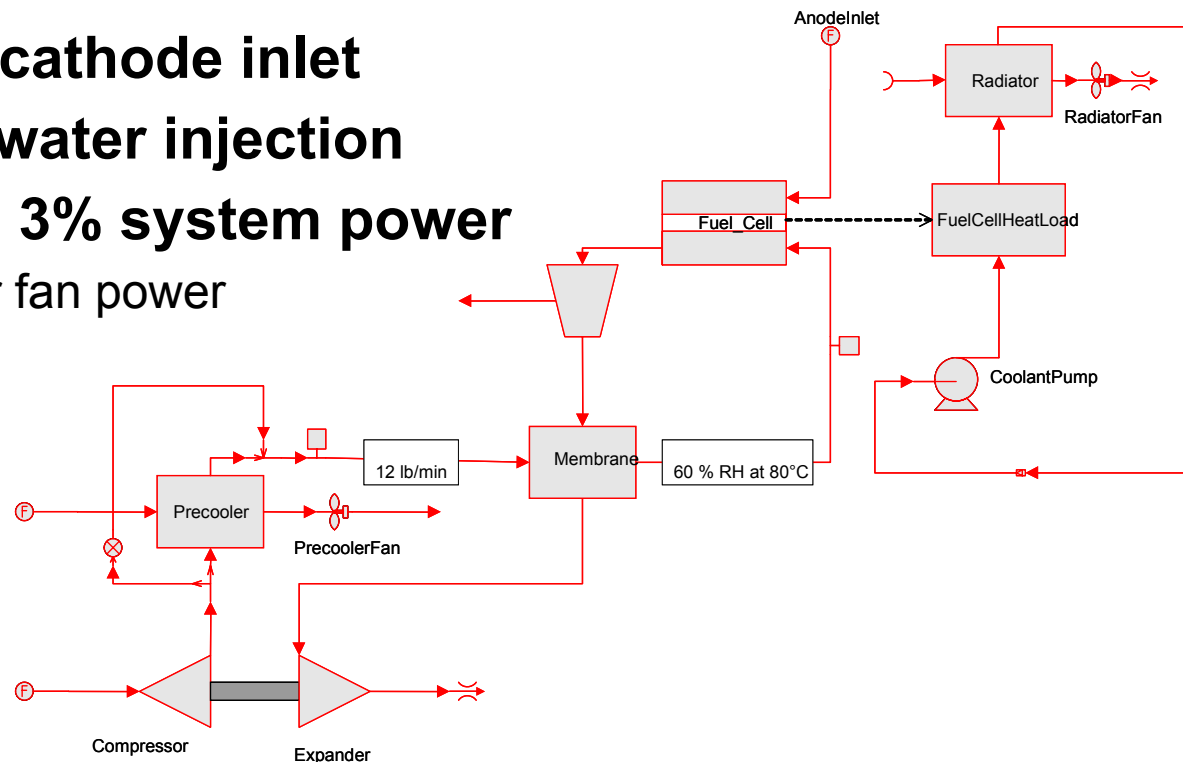 cathode inlet
water injection
3% system power
fan power
AnodeInlet
F
Radiator
RadiatorFan
Fuel_Cell
FuelCellHeatLoad
CoolantPump
12 lb/min
Membrane
60 % RH at 80°C
F
Precooler
PrecoolerFan
F
Compressor
Expander